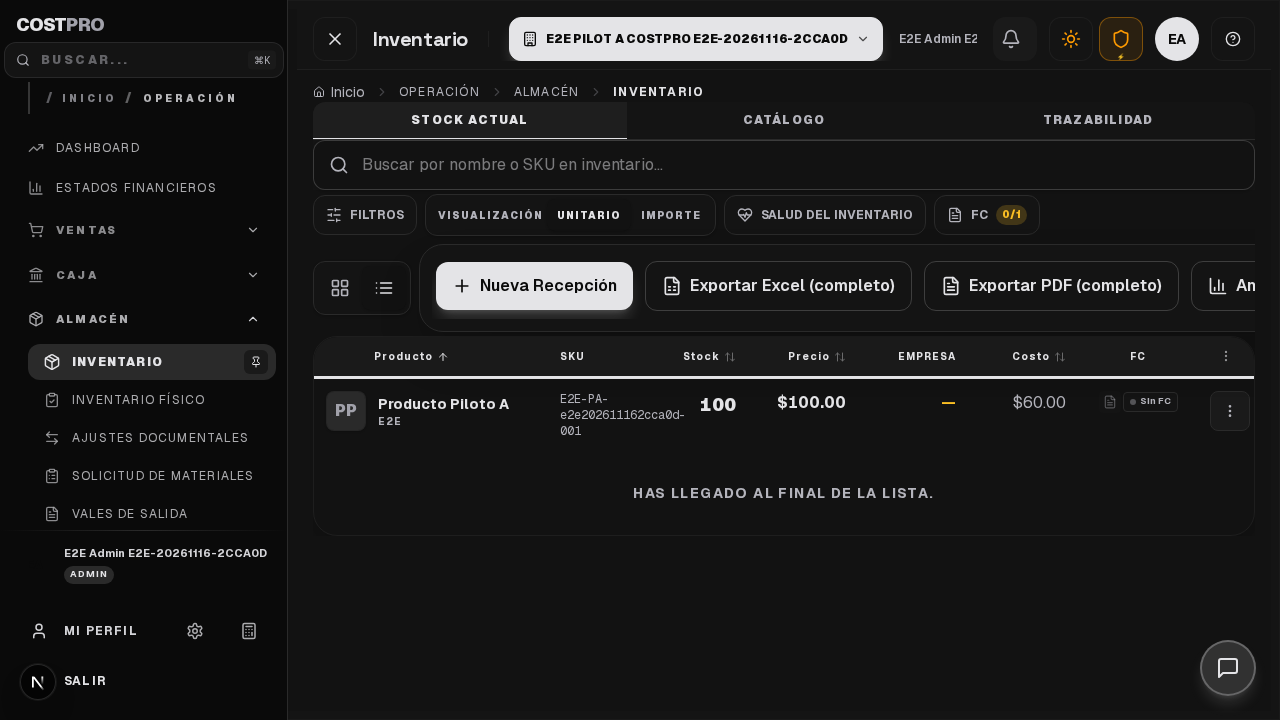 COSTPRO
BUSCAR... ⌘K
/ INICIO / OPERACIÓN
DASHBOARD
ESTADOS FINANCIEROS
VENTAS
CAJA
ALMACÉN
INVENTARIO
INVENTARIO FÍSICO
AJUSTES DOCUMENTALES
SOLICITUD DE MATERIALES
VALES DE SALIDA
E2E Admin E2E-20261116-2CCA0D
ADMIN
MI PERFIL
SALIR
Inventario
E2E PILOT A COSTPRO E2E-20261116-2CCA0D
E2E Admin E2
EA
Inicio > OPERACIÓN > ALMACÉN > INVENTARIO
STOCK ACTUAL CATÁLOGO TRAZABILIDAD
Buscar por nombre o SKU en inventario...
FILTROS VISUALIZACIÓN UNITARIO IMPORTE SALUD DEL INVENTARIO FC 0/1
Nueva Recepción Exportar Excel (completo) Exportar PDF (completo) An
Producto SKU Stock Precio EMPRESA Costo FC
PP Producto Piloto A E2E-PA- 100 $100.00 — $60.00 Sin FC
E2E e2e202611162cca0d-
001
HAS LLEGADO AL FINAL DE LA LISTA.